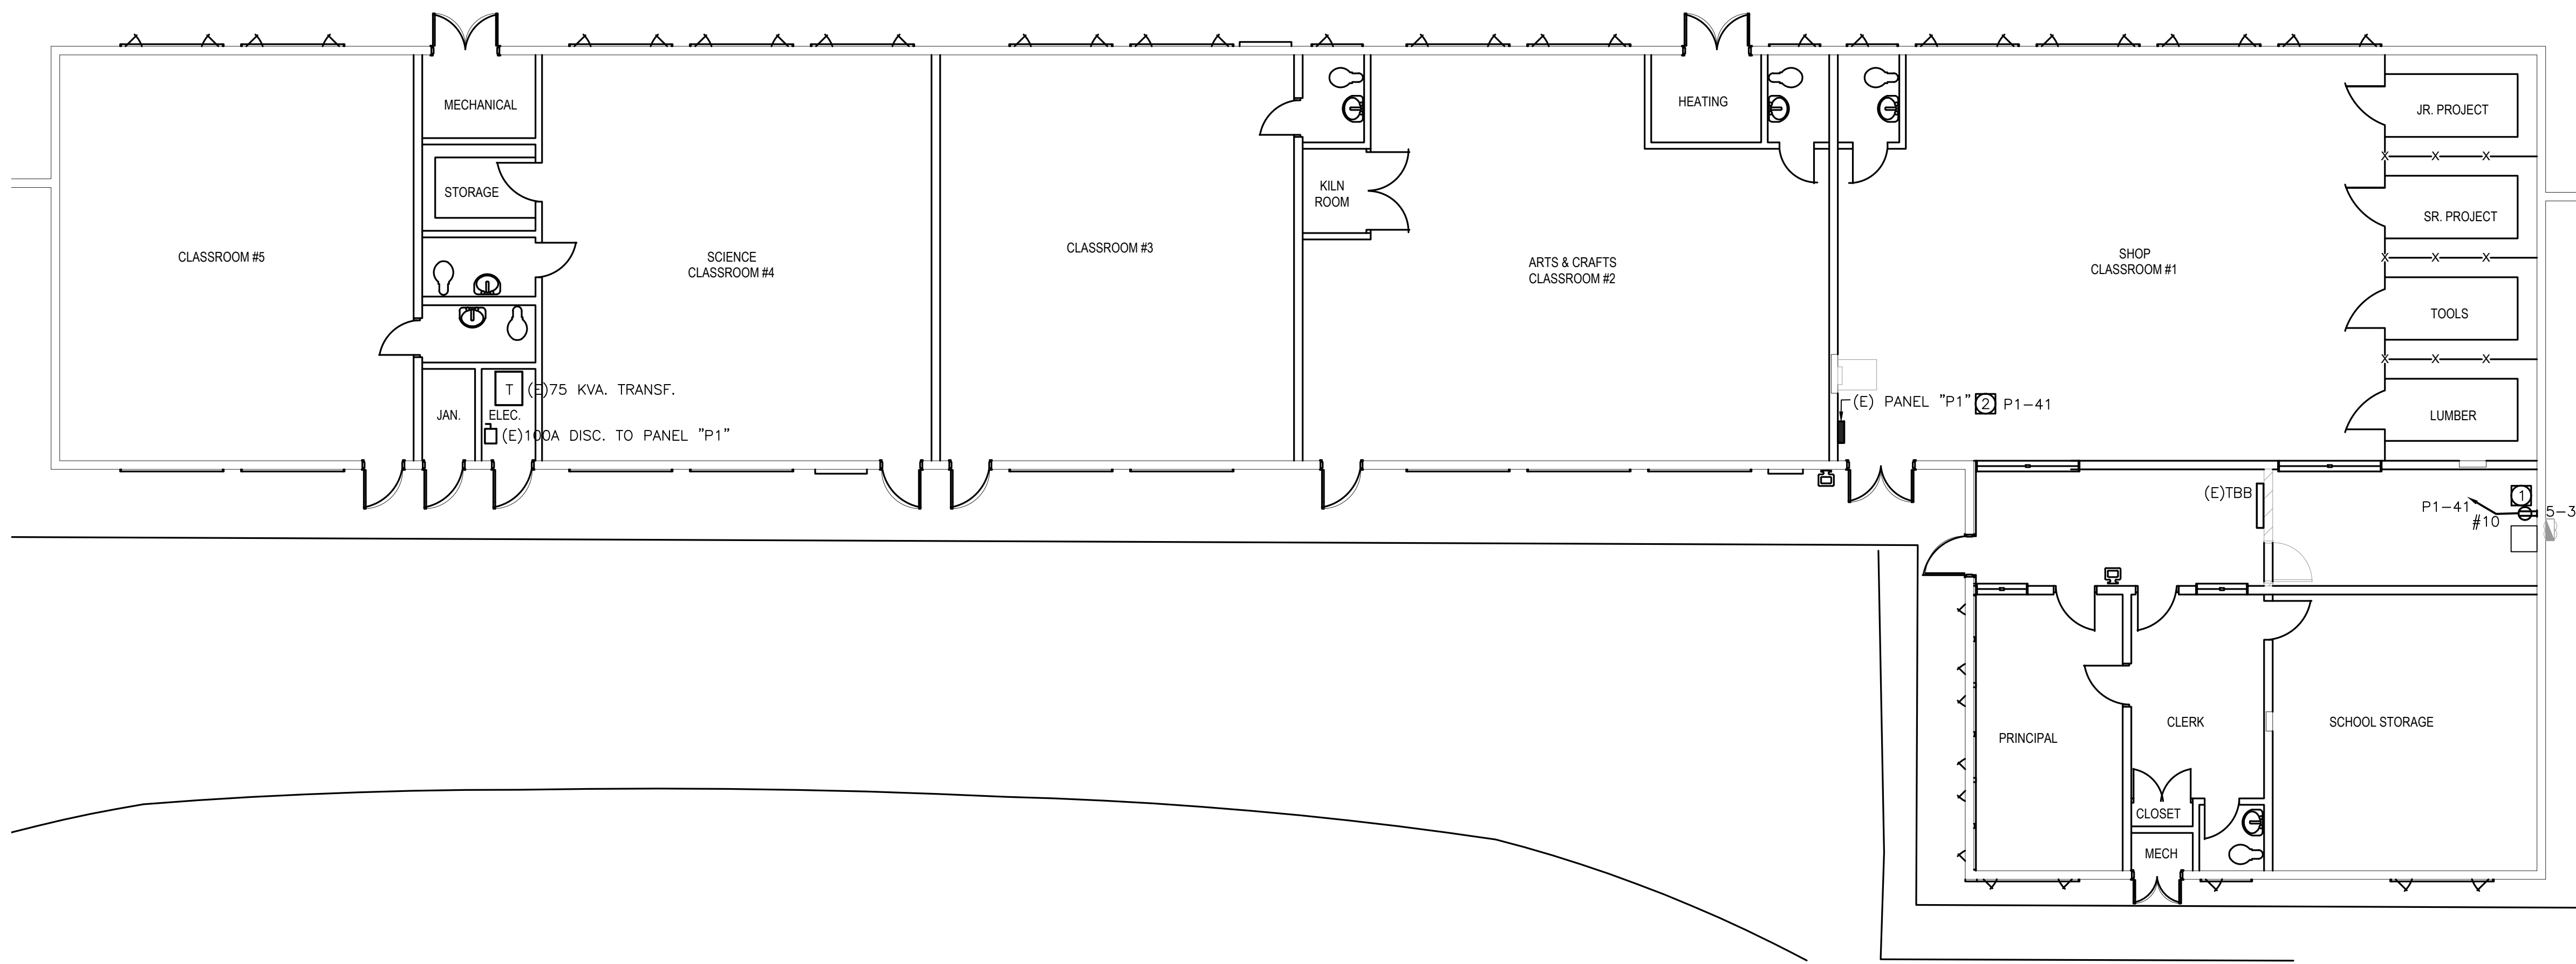 MECHANICAL
HEATING
JR. PROJECT
STORAGE
KILN
ROOM
SR. PROJECT
CLASSROOM #5
SCIENCE
CLASSROOM #4
CLASSROOM #3
ARTS & CRAFTS
CLASSROOM #2
SHOP
CLASSROOM #1
TOOLS
T (E)75 KVA. TRANSF.
JAN.
ELEC.
(E)100A DISC. TO PANEL "P1"
(E) PANEL "P1" 2 P1-41
LUMBER
(E)TBB
1
P1-41
#10
5-3
PRINCIPAL
CLERK
SCHOOL STORAGE
CLOSET
MECH